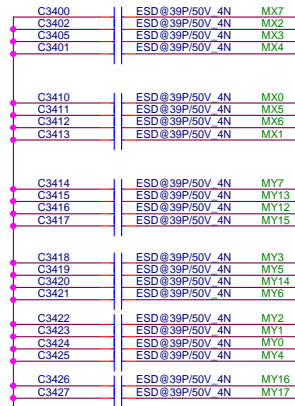 C3400 ESD@39P/50V_4N MX7
C3402 ESD@39P/50V_4N MX2
C3405 ESD@39P/50V_4N MX3
C3401 ESD@39P/50V_4N MX4
C3410 ESD@39P/50V_4N MX0
C3411 ESD@39P/50V_4N MX5
C3412 ESD@39P/50V_4N MX6
C3413 ESD@39P/50V_4N MX1
C3414 ESD@39P/50V_4N MY7
C3415 ESD@39P/50V_4N MY13
C3416 ESD@39P/50V_4N MY12
C3417 ESD@39P/50V_4N MY15
C3418 ESD@39P/50V_4N MY3
C3419 ESD@39P/50V_4N MY5
C3420 ESD@39P/50V_4N MY14
C3421 ESD@39P/50V_4N MY6
C3422 ESD@39P/50V_4N MY2
C3423 ESD@39P/50V_4N MY1
C3424 ESD@39P/50V_4N MY0
C3425 ESD@39P/50V_4N MY4
C3426 ESD@39P/50V_4N MY16
C3427 ESD@39P/50V_4N MY17